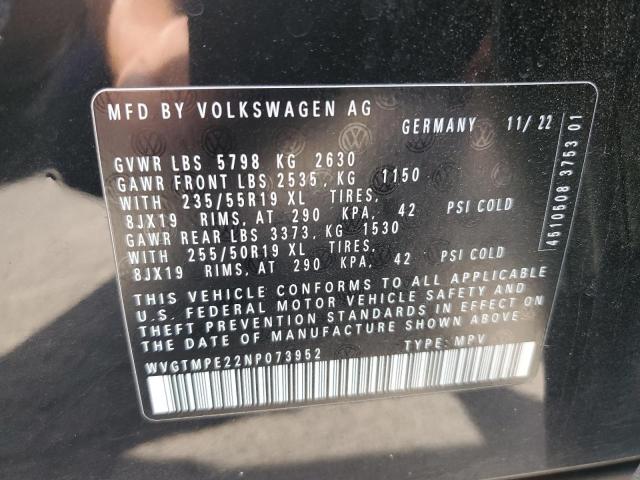 MFD BY VOLKSWAGEN AG
GERMANY 11/22
GVWR LBS 5798 KG 2630
GAWR FRONT LBS 2535, KG 1150
WITH 235/55R19 XL TIRES,
8JX19 RIMS, AT 290 KPA, 42 PSI COLD
GAWR REAR LBS 3373, KG 1530
WITH 255/50R19 XL TIRES,
8JX19 RIMS, AT 290 KPA, 42 PSI COLD
THIS VEHICLE CONFORMS TO ALL APPLICABLE
U.S. FEDERAL MOTOR VEHICLE SAFETY AND
THEFT PREVENTION STANDARDS IN EFFECT ON
THE DATE OF MANUFACTURE SHOWN ABOVE.
WVGTMPE22NP073952 TYPE: MPV
4510508 3753 01